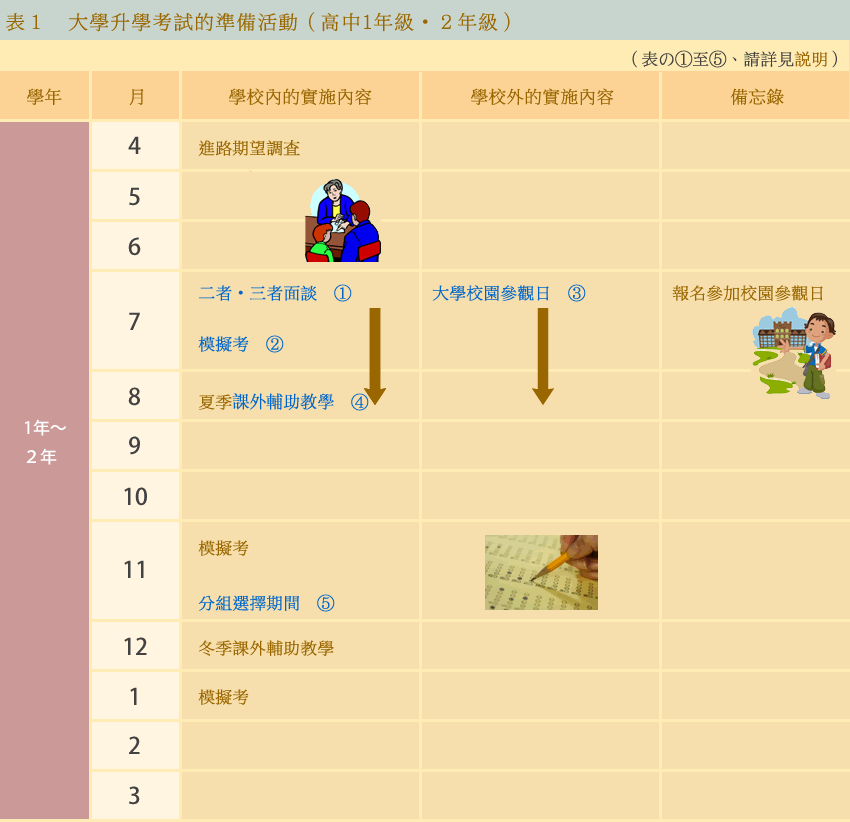 表１　大學升學考試的準備活動（高中1年級・２年級）
（表の①至⑤、請詳見説明）
學年　月　學校內的實施內容　學校外的實施內容　備忘錄
4　進路期望調查
5
6
二者・三者面談　①　大學校園參觀日　③　報名參加校園參觀日
7
模擬考　②
8　夏季課外輔助教學　④
1年～
２年
9
10
模擬考
11
分組選擇期間　⑤
12　冬季課外輔助教學
1　模擬考
2
3